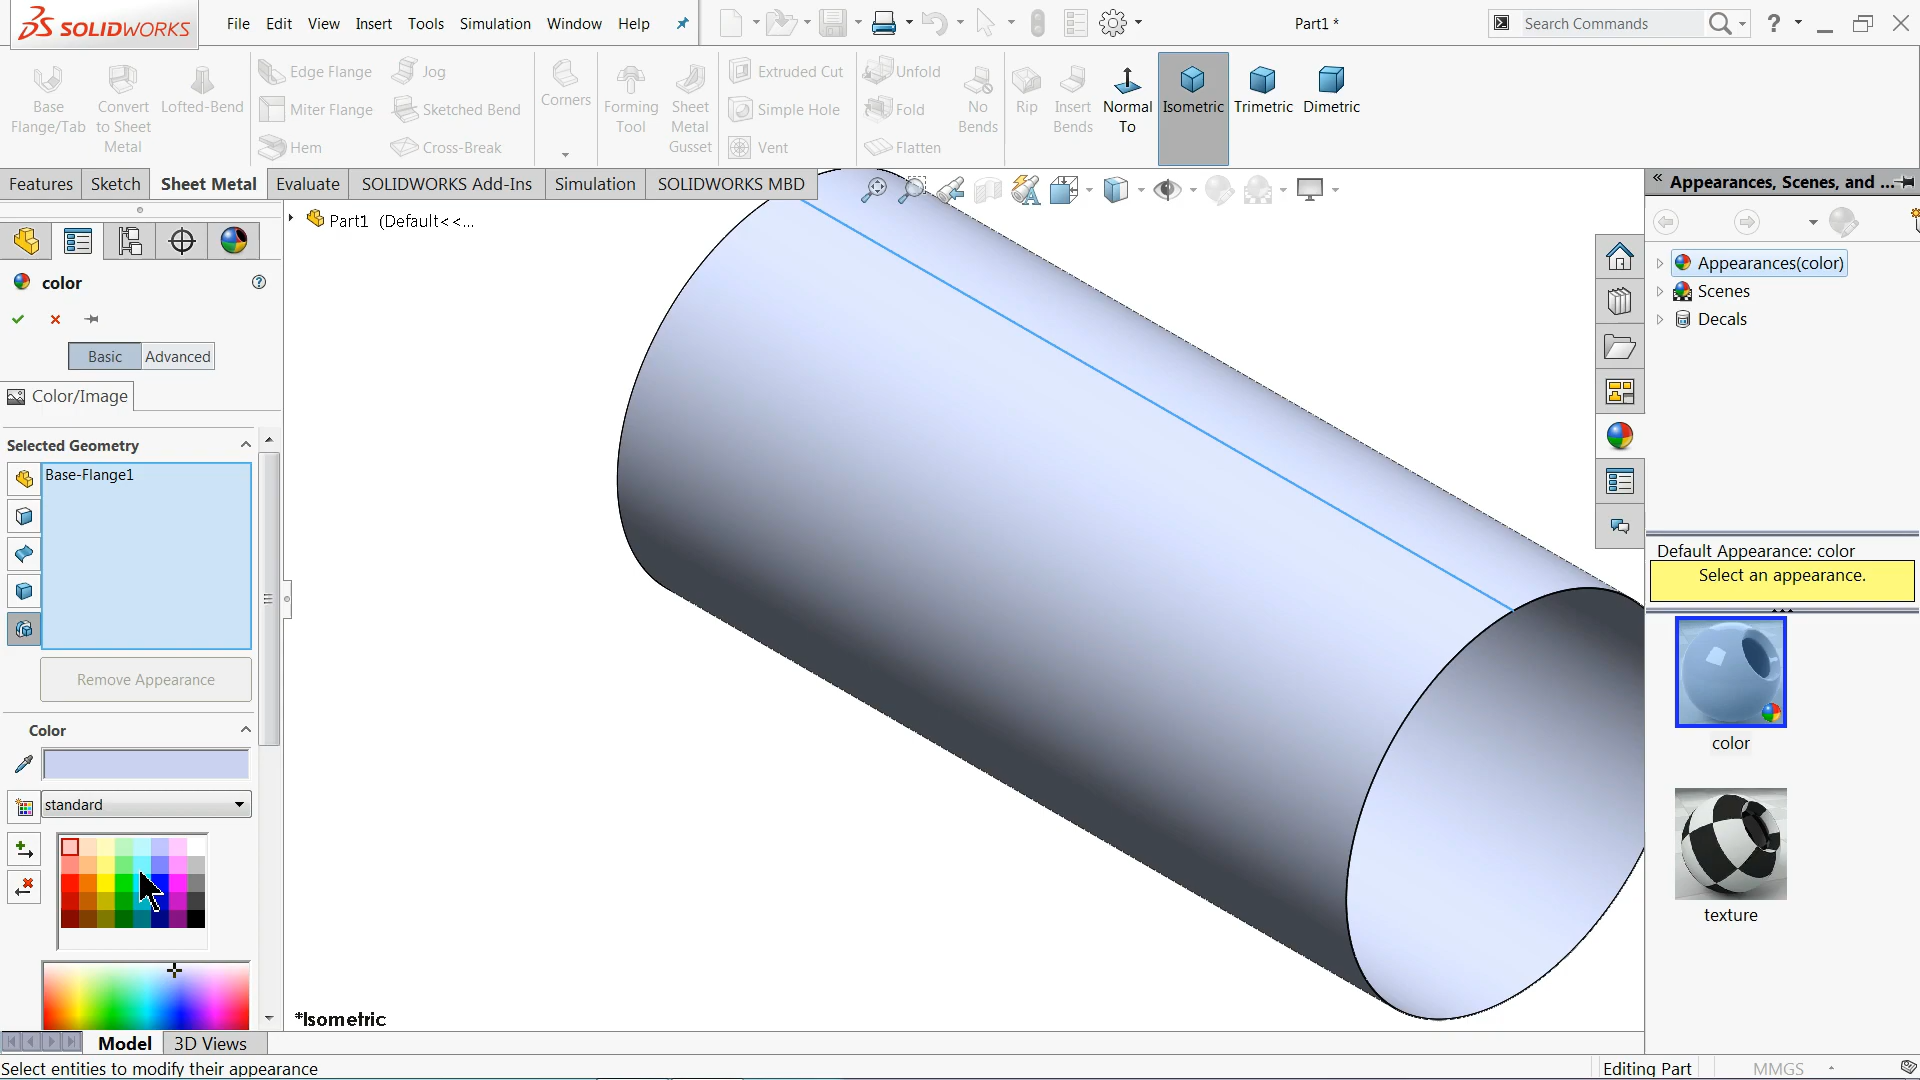 SOLIDWORKS
File Edit View Insert Tools Simulation Window Help
Part1 *
Search Commands
Base Flange/Tab
Convert to Sheet Metal
Lofted-Bend
Edge Flange
Miter Flange
Hem
Jog
Sketched Bend
Cross-Break
Corners
Forming Tool
Sheet Metal Gusset
Extruded Cut
Simple Hole
Vent
Unfold
Fold
Flatten
No Bends
Rip
Insert Bends
Normal To
Isometric
Trimetric
Dimetric
Features Sketch Sheet Metal Evaluate SOLIDWORKS Add-Ins Simulation SOLIDWORKS MBD
Part1 (Default<<...
color
Basic Advanced
Color/Image
Selected Geometry
Base-Flange1
Remove Appearance
Color
standard
*Isometric
Model 3D Views
Select entities to modify their appearance
Editing Part
MMGS
Appearances, Scenes, and ...
Appearances(color)
Scenes
Decals
Default Appearance: color
Select an appearance.
color
texture